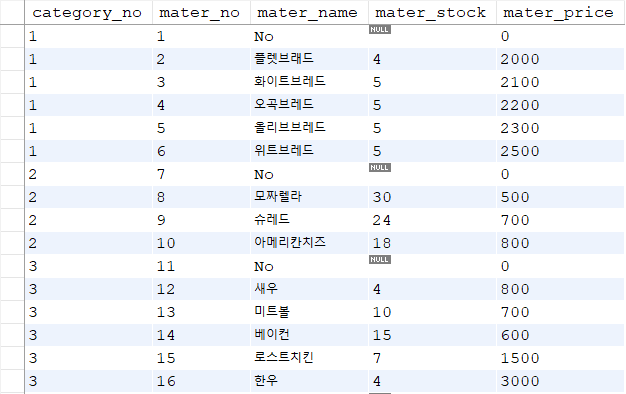 category_no mater_no mater_name mater_stock mater_price
1 1 No NULL 0
1 2 플렛브래드 4 2000
1 3 화이트브레드 5 2100
1 4 오곡브레드 5 2200
1 5 올리브브레드 5 2300
1 6 위트브레드 5 2500
2 7 No NULL 0
2 8 모짜렐라 30 500
2 9 슈레드 24 700
2 10 아메리칸치즈 18 800
3 11 No NULL 0
3 12 새우 4 800
3 13 미트볼 10 700
3 14 베이컨 15 600
3 15 로스트치킨 7 1500
3 16 한우 4 3000